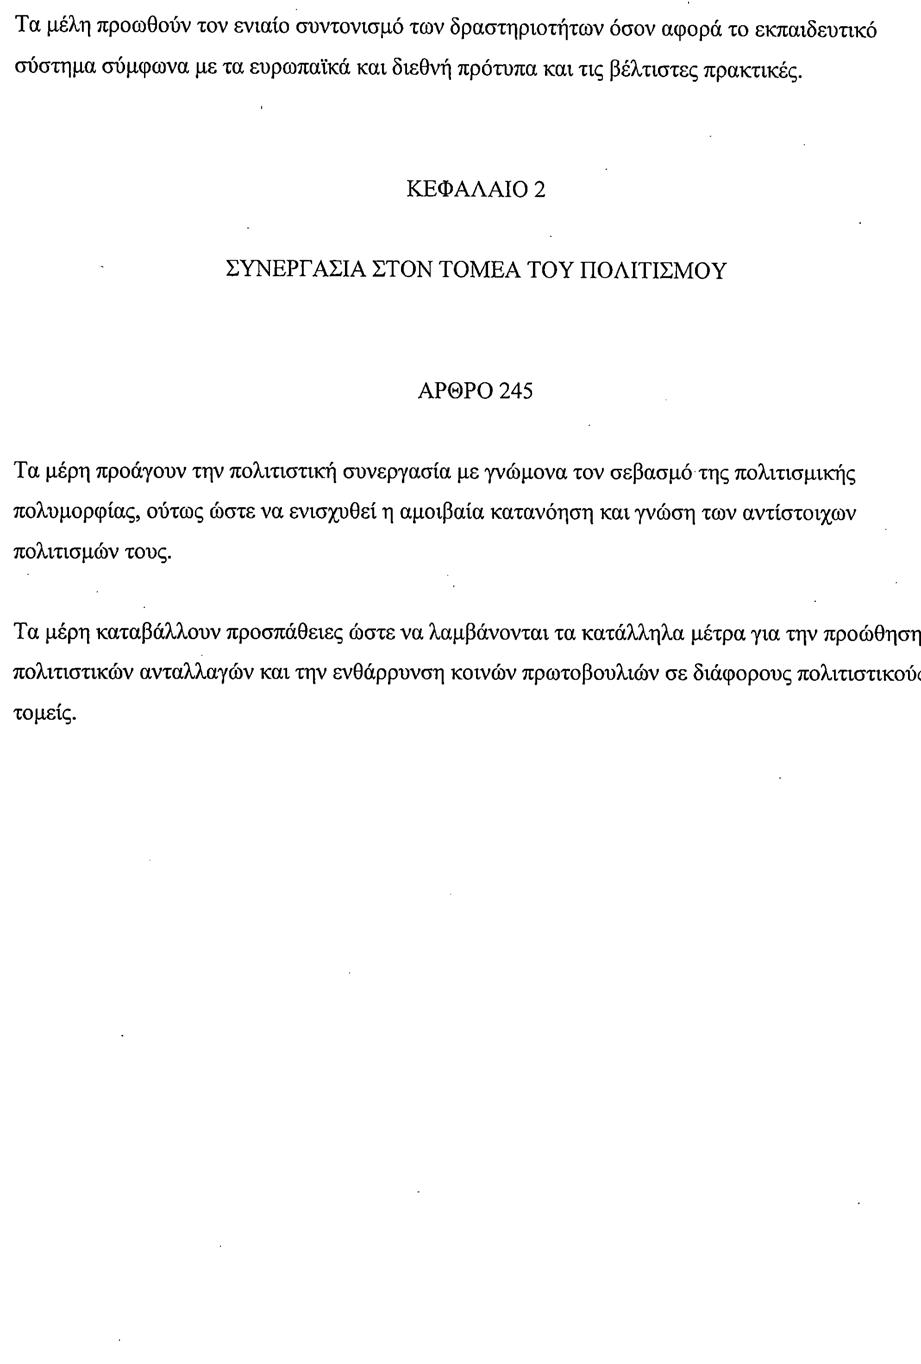 Τα μέλη προωθούν τον ενιαίο συντονισμό των δραστηριοτήτων όσον αφορά το εκπαιδευτικό
σύστημα σύμφωνα με τα ευρωπαϊκά και διεθνή πρότυπα και τις βέλτιστες πρακτικές.
ΚΕΦΑΛΑΙΟ 2
ΣΥΝΕΡΓΑΣΙΑ ΣΤΟΝ ΤΟΜΕΑ ΤΟΥ ΠΟΛΙΤΙΣΜΟΥ
ΑΡΘΡΟ 245
Τα μέρη προάγουν την πολιτιστική συνεργασία με γνώμονα τον σεβασμό της πολιτισμικής
πολυμορφίας, ούτως ώστε να ενισχυθεί η αμοιβαία κατανόηση και γνώση των αντίστοιχων
πολιτισμών τους.
Τα μέρη καταβάλλουν προσπάθειες ώστε να λαμβάνονται τα κατάλληλα μέτρα για την προώθηση
πολιτιστικών ανταλλαγών και την ενθάρρυνση κοινών πρωτοβουλιών σε διάφορους πολιτιστικούς
τομείς.